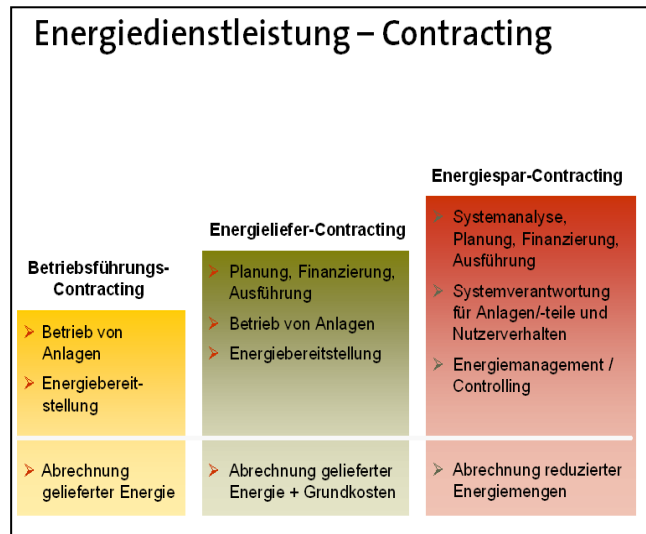 Energiedienstleistung – Contracting
Betriebsführungs-
Contracting
Betrieb von
Anlagen
Energiebereit-
stellung
Abrechnung
gelieferter Energie
Energieliefer-Contracting
Planung, Finanzierung,
Ausführung
Betrieb von Anlagen
Energiebereitstellung
Abrechnung gelieferter
Energie + Grundkosten
Energiespar-Contracting
Systemanalyse,
Planung, Finanzierung,
Ausführung
Systemverantwortung
für Anlagen/-teile und
Nutzerverhalten
Energiemanagement /
Controlling
Abrechnung reduzierter
Energiemengen